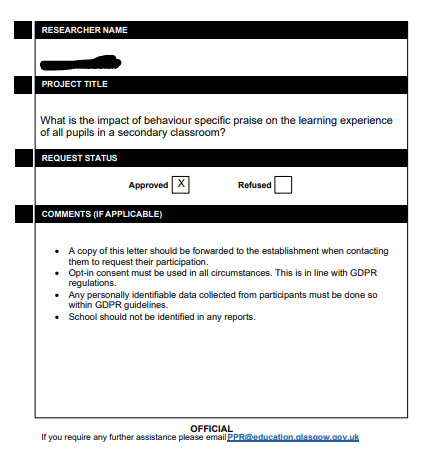 RESEARCHER NAME
PROJECT TITLE
What is the impact of behaviour specific praise on the learning experience
of all pupils in a secondary classroom?
REQUEST STATUS
Approved X Refused
COMMENTS (IF APPLICABLE)
• A copy of this letter should be forwarded to the establishment when contacting
them to request their participation.
• Opt-in consent must be used in all circumstances. This is in line with GDPR
regulations.
• Any personally identifiable data collected from participants must be done so
within GDPR guidelines.
• School should not be identified in any reports.
OFFICIAL
If you require any further assistance please email PPR@education.glasgow.gov.uk